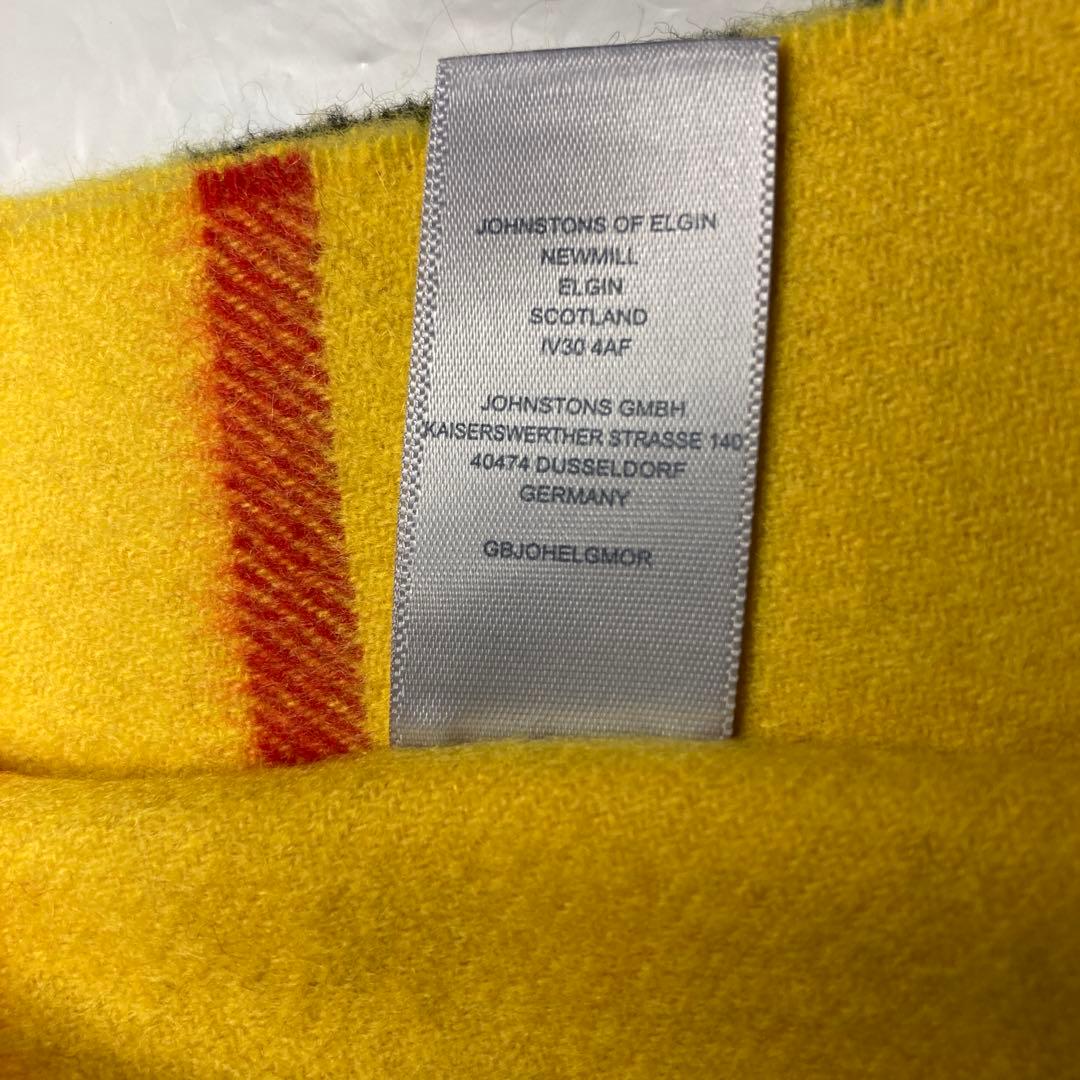 JOHNSTONS OF ELGIN
NEWMILL
ELGIN
SCOTLAND
IV30 4AF
JOHNSTONS GMBH
KAISERSWERTHER STRASSE 140
40474 DUSSELDORF
GERMANY
GBJOHELGMOR